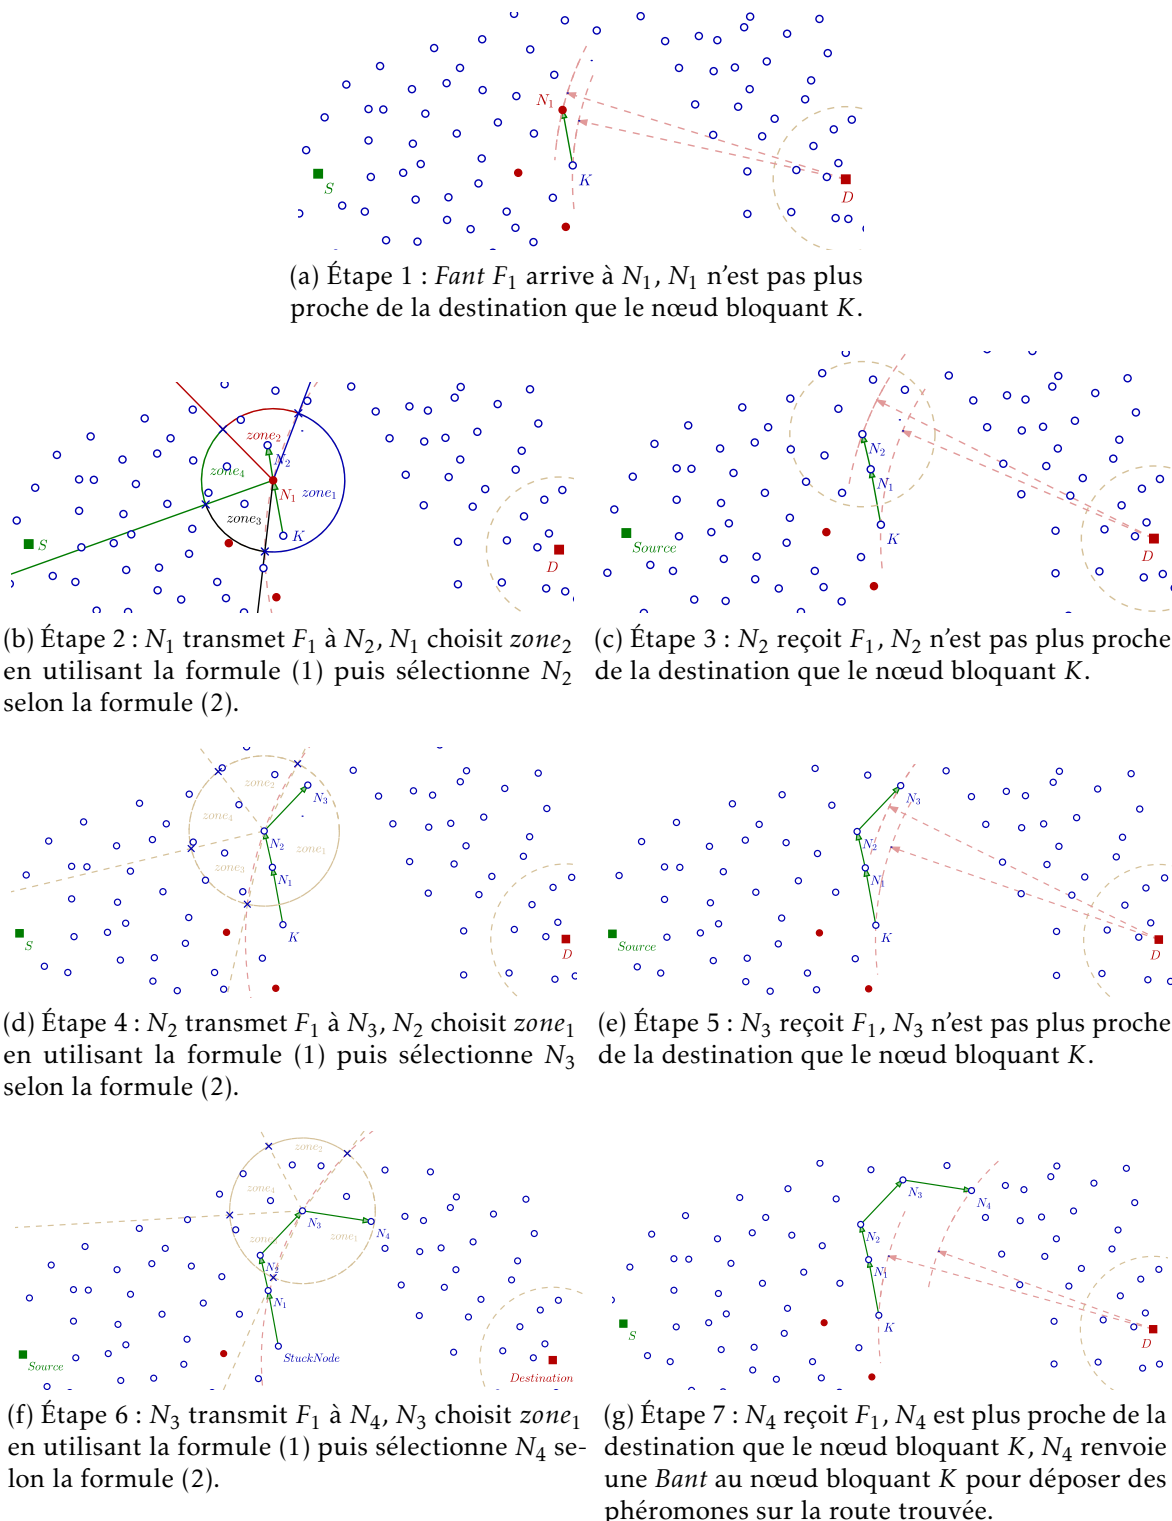 N₁
S
K
D
(a) Étape 1 : Fant F₁ arrive à N₁, N₁ n'est pas plus
proche de la destination que le nœud bloquant K.
zone₂
N₂
zone₄
N₁
zone₁
zone₃
K
S
D
(b) Étape 2 : N₁ transmet F₁ à N₂, N₁ choisit zone₂
en utilisant la formule (1) puis sélectionne N₂
selon la formule (2).
N₂
N₁
K
Source
D
(c) Étape 3 : N₂ reçoit F₁, N₂ n'est pas plus proche
de la destination que le nœud bloquant K.
zone₂
N₃
zone₄
N₂
zone₁
zone₃
N₁
K
S
D
(d) Étape 4 : N₂ transmet F₁ à N₃, N₂ choisit zone₁
en utilisant la formule (1) puis sélectionne N₃
selon la formule (2).
N₃
N₂
N₁
K
Source
D
(e) Étape 5 : N₃ reçoit F₁, N₃ n'est pas plus proche
de la destination que le nœud bloquant K.
zone₂
zone₄
N₃
N₄
zone₁
N₂
N₁
StuckNode
Source
Destination
(f) Étape 6 : N₃ transmit F₁ à N₄, N₃ choisit zone₁
en utilisant la formule (1) puis sélectionne N₄ se-
lon la formule (2).
N₃
N₄
N₂
N₁
K
S
D
(g) Étape 7 : N₄ reçoit F₁, N₄ est plus proche de la
destination que le nœud bloquant K, N₄ renvoie
une Bant au nœud bloquant K pour déposer des
phéromones sur la route trouvée.